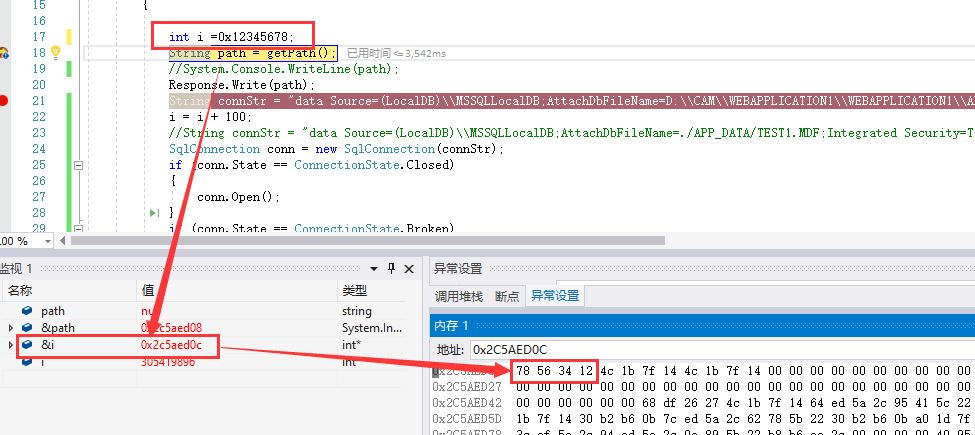 15
16 {
17 int i =0x12345678;
18 String path = getPath(); 已用时间 <=3,542ms
19 //System.Console.WriteLine(path);
20 Response.Write(path);
21 String connStr = "data Source=(LocalDB)\\MSSQLLocalDB;AttachDbFileName=D:\\CAM\\WEBAPPLICATION1\\WEBAPPLICATION1\\A
22 i = i + 100;
23 //String connStr = "data Source=(LocalDB)\\MSSQLLocalDB;AttachDbFileName=./APP_DATA/TEST1.MDF;Integrated Security=T
24 SqlConnection conn = new SqlConnection(connStr);
25 if (conn.State == ConnectionState.Closed)
26 {
27 conn.Open();
28 }
29 if (conn.State == ConnectionState.Broken)
00 %
监视 1
名称 值 类型
path nu string
&path 0x2c5aed08 System.In...
&i 0x2c5aed0c int*
i 305419896 int
异常设置
调用堆栈 断点 异常设置
内存 1
地址: 0x2C5AED0C
78 56 34 12 4c 1b 7f 14 4c 1b 7f 14 00 00 00 00 00 00 00 00 00
0x2C5AED27 00 00 00 00 00 00 00 00 00 00 00 00 00 00 00 00 00 00 00 00 00
0x2C5AED42 00 00 00 00 00 68 df 26 27 4c 1b 7f 14 64 ed 5a 2c 95 41 5c 22
0x2C5AED5D 1b 7f 14 30 b2 b6 0b 7c ed 5a 2c 62 78 5b 22 30 b2 b6 0b a0 1d 7f